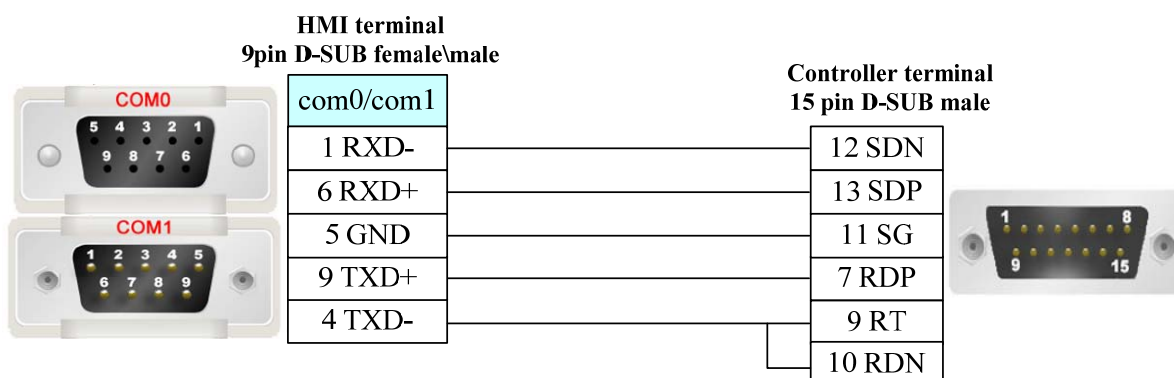 HMI terminal
9pin D-SUB female\male
Controller terminal
15 pin D-SUB male
COM0
5 4 3 2 1
9 8 7 6
COM1
1 2 3 4 5
6 7 8 9
com0/com1
1 RXD-
6 RXD+
5 GND
9 TXD+
4 TXD-
12 SDN
13 SDP
11 SG
7 RDP
9 RT
10 RDN
1 8
9 15